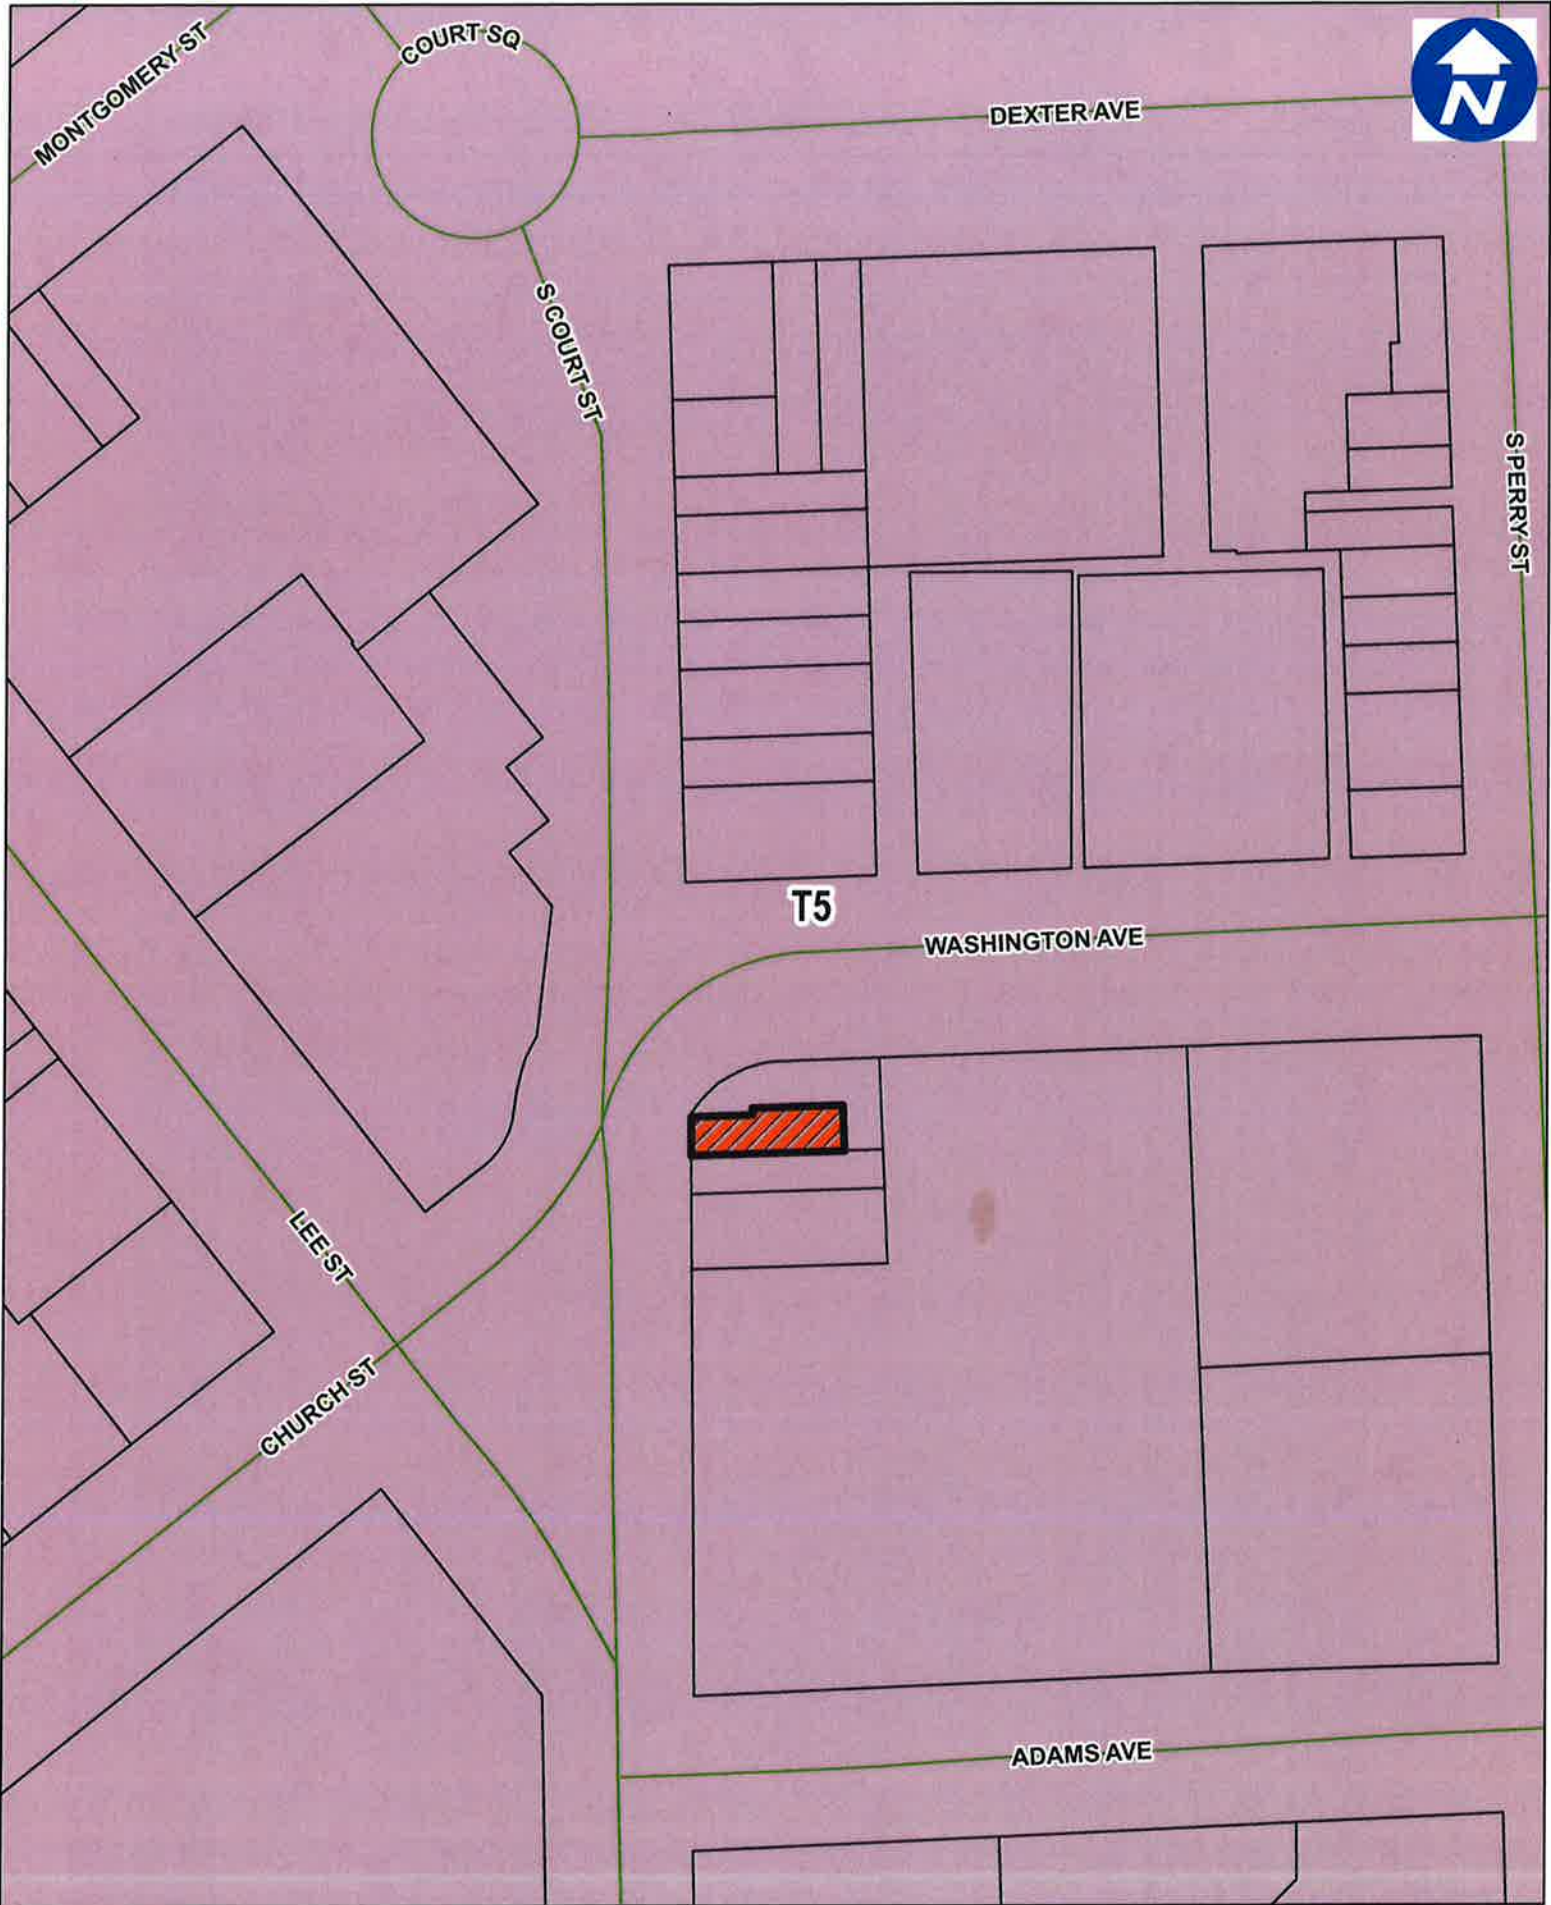 COURT SQ
MONTGOMERY ST
DEXTER AVE
N
S COURT ST
S PERRY ST
T5
WASHINGTON AVE
LEE ST
CHURCH ST
ADAMS AVE